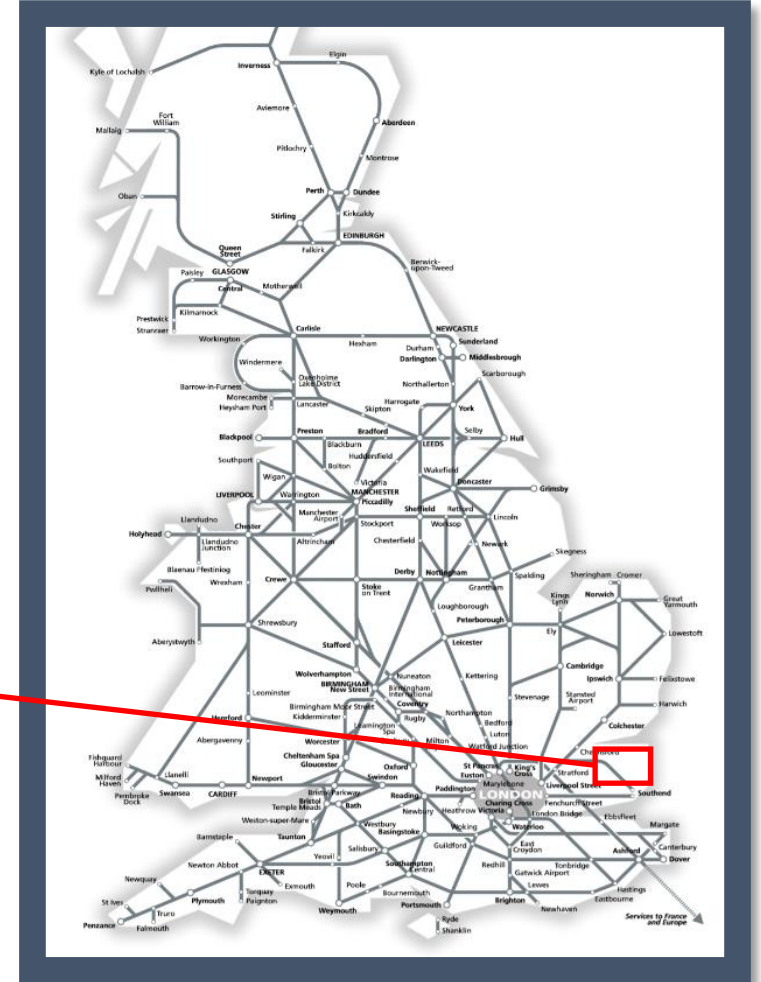 Elgin
Inverness
Kyle of Lochalsh
Aviemore
Fort
William
Mallaig
Aberdeen
Pitlochry
Montrose
Oban
Perth
Dundee
Stirling
Kirkcaldy
EDINBURGH
Queen
Street
Falkirk
Berwick-
upon-Tweed
Paisley
GLASGOW
Central
Motherwell
Prestwick
Kilmarnock
Stranraer
Carlisle
NEWCASTLE
Workington
Hexham
Sunderland
Durham
Darlington
Middlesbrough
Windermere
Oxenholme
Lake District
Northallerton
Scarborough
Barrow-in-Furness
Morecambe
Heysham Port
Lancaster
Skipton
Harrogate
York
Blackpool
Preston
Bradford
LEEDS
Selby
Hull
Blackburn
Huddersfield
Southport
Bolton
Wakefield
Wigan
Victoria
MANCHESTER
Piccadilly
Doncaster
Grimsby
LIVERPOOL
Warrington
Manchester
Airport
Sheffield
Retford
Stockport
Worksop
Lincoln
Llandudno
Holyhead
Chester
Llandudno
Junction
Altrincham
Chesterfield
Newark
Skegness
Blaenau Ffestiniog
Pwllheli
Wrexham
Crewe
Stoke
on Trent
Derby
Nottingham
Grantham
Spalding
Sheringham
Cromer
Kings
Lynn
Norwich
Great
Yarmouth
Loughborough
Peterborough
Shrewsbury
Aberystwyth
Stafford
Leicester
Ely
Lowestoft
Wolverhampton
BIRMINGHAM
New Street
Nuneaton
Birmingham
International
Kettering
Cambridge
Ipswich
Felixstowe
Leominster
Birmingham Moor Street
Kidderminster
Coventry
Rugby
Northampton
Stevenage
Stansted
Airport
Harwich
Hereford
Leamington
Spa
Bedford
Colchester
Abergavenny
Worcester
Milton
Luton
Watford Junction
Chelmsford
Fishguard
Harbour
Cheltenham Spa
Gloucester
Oxford
St Pancras
Euston
King's
Cross
Stratford
Milford
Haven
Llanelli
Newport
Swindon
Paddington
Marylebone
Liverpool Street
Pembroke
Dock
Swansea
CARDIFF
Bristol Parkway
Bristol
Temple Meads
Bath
Reading
LONDON
Southend
Newbury
Heathrow
Victoria
Charing Cross
Fenchurch Street
London Bridge
Ebbsfleet
Weston-super-Mare
Waterloo
Margate
Barnstaple
Taunton
Westbury
Basingstoke
Woking
East
Croydon
Canterbury
Salisbury
Guildford
Ashford
Dover
Yeovil
Newton Abbot
EXETER
Southampton
Central
Redhill
Tonbridge
Gatwick Airport
Newquay
Exmouth
Poole
Lewes
Hastings
Plymouth
Torquay
Paignton
Bournemouth
Eastbourne
St Ives
Truro
Weymouth
Portsmouth
Brighton
Newhaven
Penzance
Falmouth
Ryde
Shanklin
Services to France
and Europe